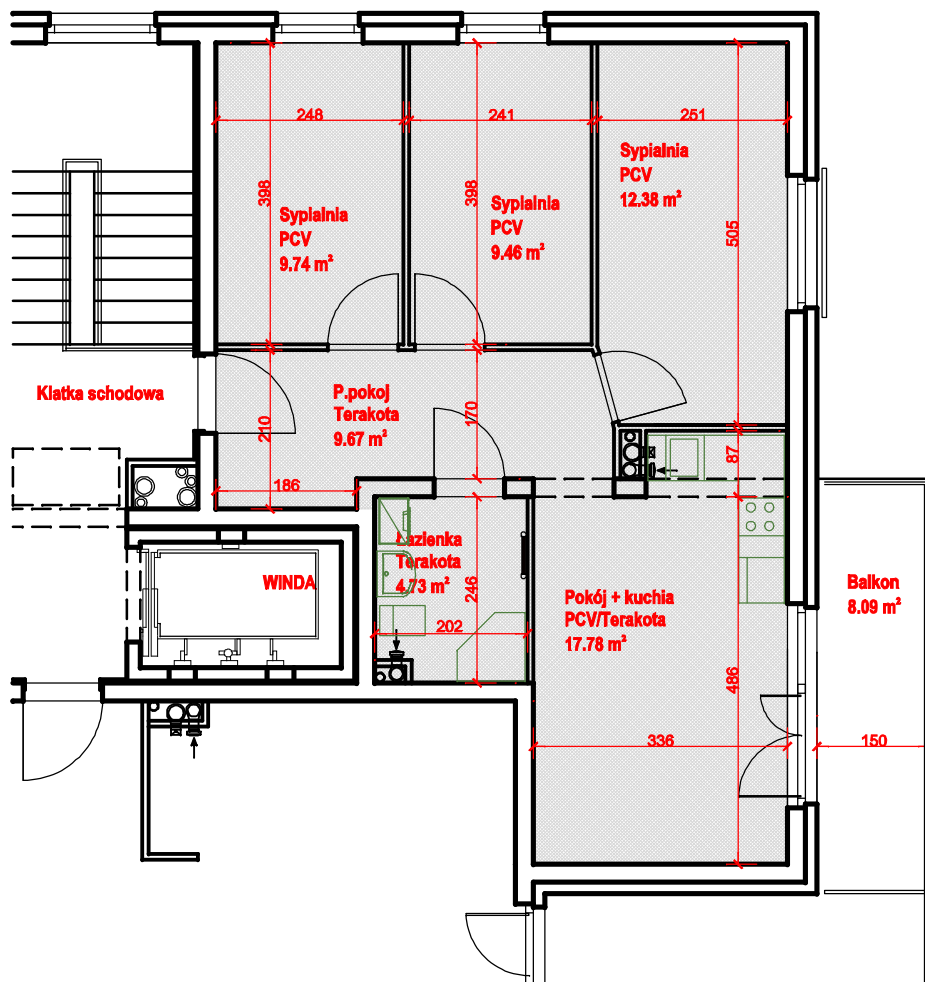 248
241
251
398
398
505
Sypialnia
PCV
12.38 m²
Sypialnia
PCV
9.74 m²
Sypialnia
PCV
9.46 m²
Klatka schodowa
P.pokoj
Terakota
9.67 m²
210
170
87
186
WINDA
Łazienka
Terakota
4.73 m²
246
202
Pokój + kuchia
PCV/Terakota
17.78 m²
Balkon
8.09 m²
486
336
150